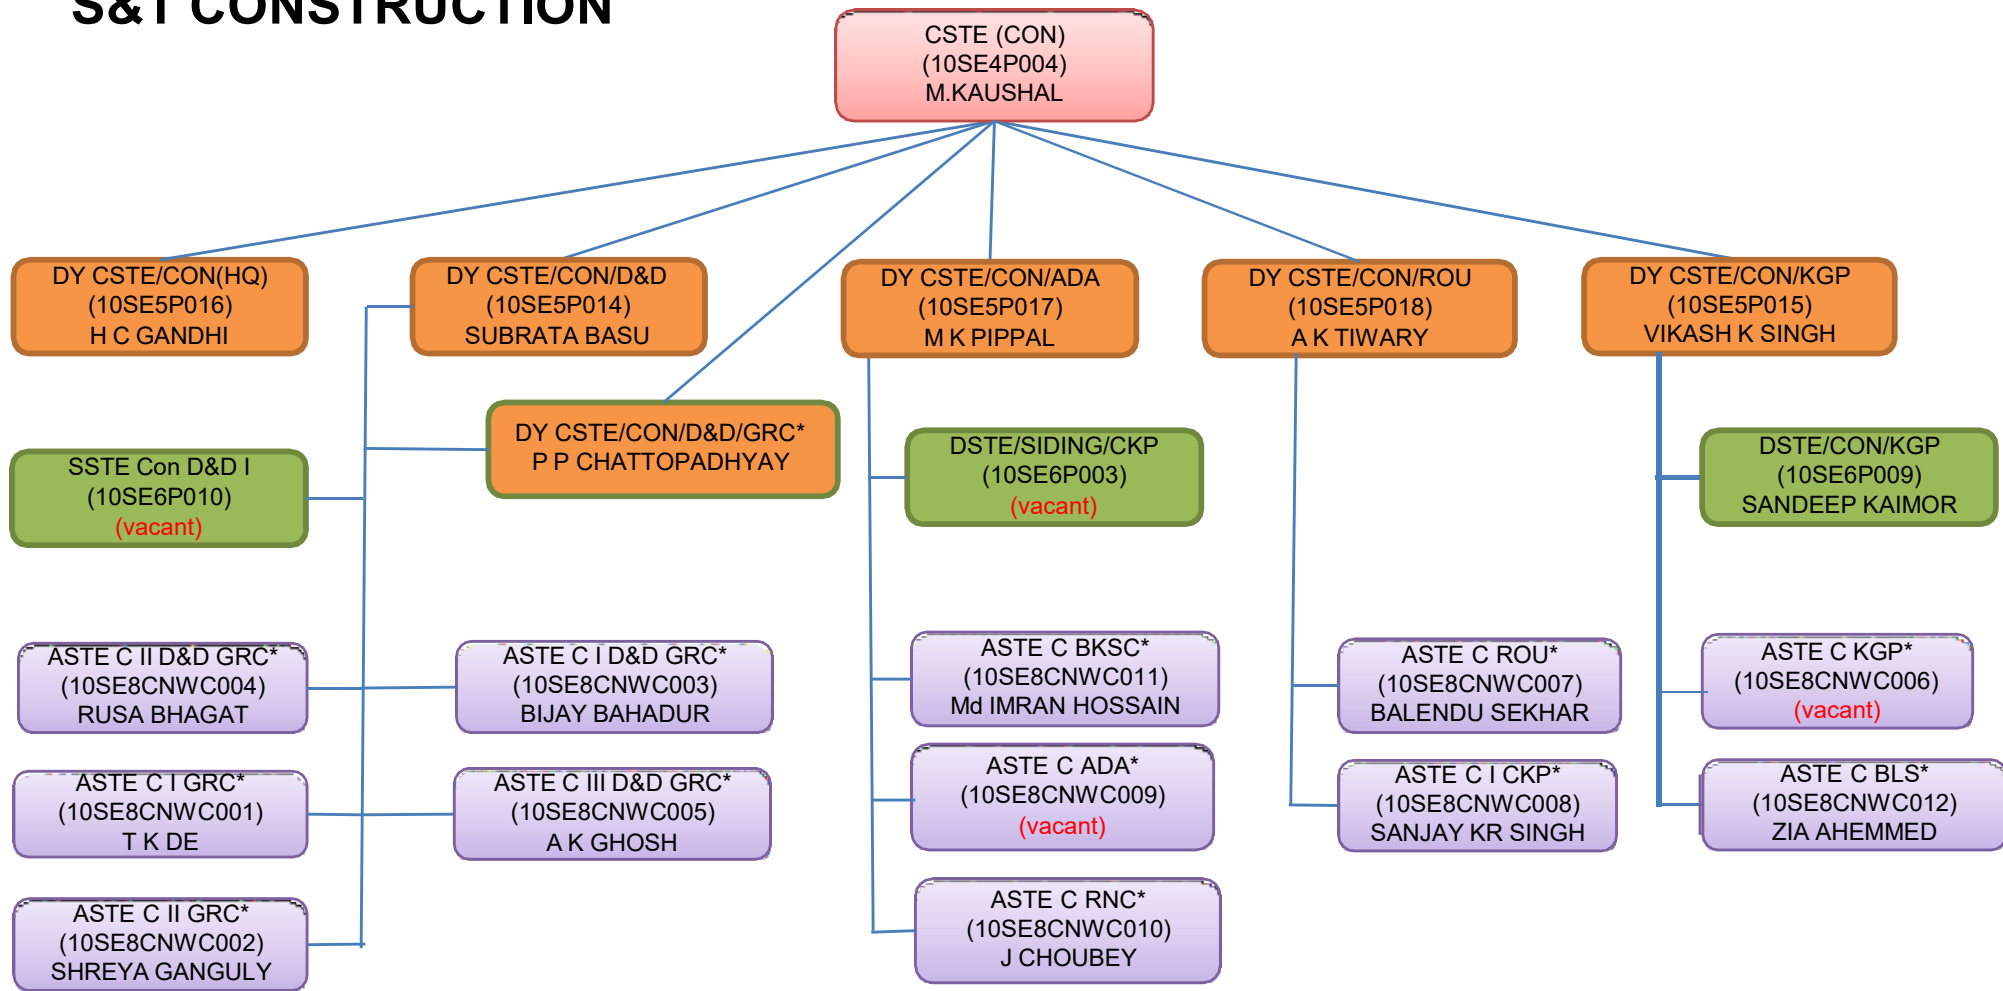 S&T CONSTRUCTION
CSTE (CON)
(10SE4P004)
M.KAUSHAL
DY CSTE/CON(HQ)
(10SE5P016)
H C GANDHI
DY CSTE/CON/D&D
(10SE5P014)
SUBRATA BASU
DY CSTE/CON/ADA
(10SE5P017)
M K PIPPAL
DY CSTE/CON/ROU
(10SE5P018)
A K TIWARY
DY CSTE/CON/KGP
(10SE5P015)
VIKASH K SINGH
DY CSTE/CON/D&D/GRC*
P P CHATTOPADHYAY
SSTE Con D&D I
(10SE6P010)
(vacant)
DSTE/SIDING/CKP
(10SE6P003)
(vacant)
DSTE/CON/KGP
(10SE6P009)
SANDEEP KAIMOR
ASTE C II D&D GRC*
(10SE8CNWC004)
RUSA BHAGAT
ASTE C I D&D GRC*
(10SE8CNWC003)
BIJAY BAHADUR
ASTE C BKSC*
(10SE8CNWC011)
Md IMRAN HOSSAIN
ASTE C ROU*
(10SE8CNWC007)
BALENDU SEKHAR
ASTE C KGP*
(10SE8CNWC006)
(vacant)
ASTE C I GRC*
(10SE8CNWC001)
T K DE
ASTE C III D&D GRC*
(10SE8CNWC005)
A K GHOSH
ASTE C ADA*
(10SE8CNWC009)
(vacant)
ASTE C I CKP*
(10SE8CNWC008)
SANJAY KR SINGH
ASTE C BLS*
(10SE8CNWC012)
ZIA AHEMMED
ASTE C II GRC*
(10SE8CNWC002)
SHREYA GANGULY
ASTE C RNC*
(10SE8CNWC010)
J CHOUBEY